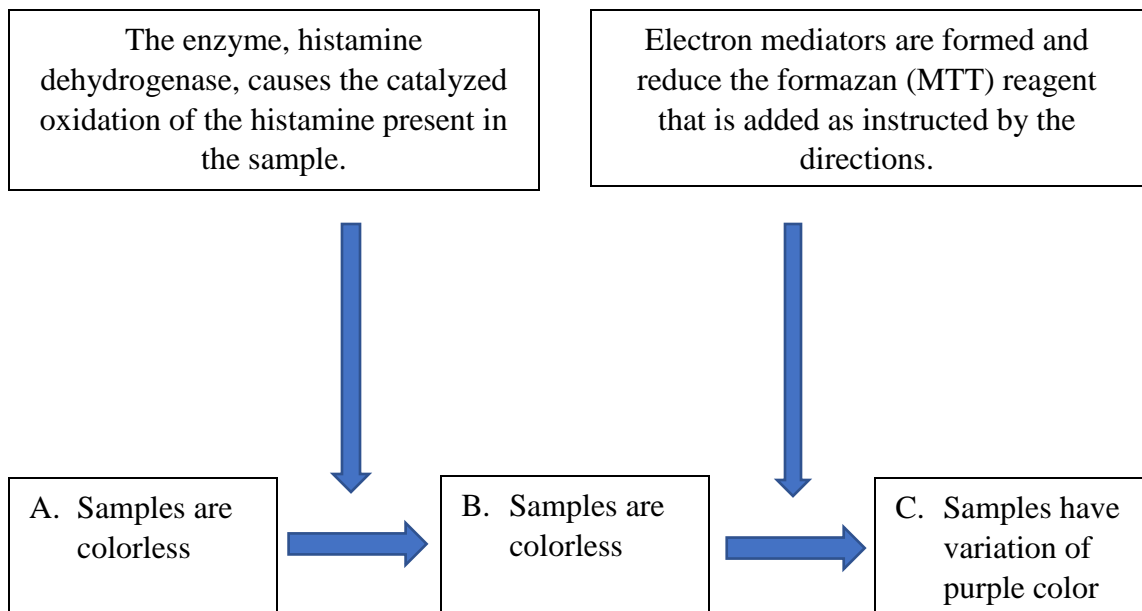 The enzyme, histamine
dehydrogenase, causes the catalyzed
oxidation of the histamine present in
the sample.
Electron mediators are formed and
reduce the formazan (MTT) reagent
that is added as instructed by the
directions.
A. Samples are
colorless
B. Samples are
colorless
C. Samples have
variation of
purple color